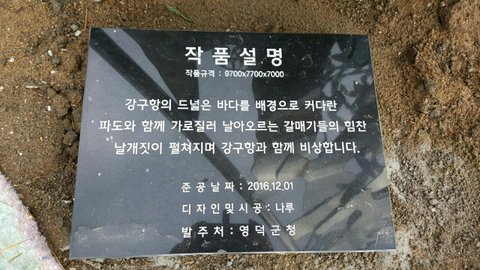 작품설명
작품규격 : 9700x7700x7000
강구항의 드넓은 바다를 배경으로 커다란
파도와 함께 가로질러 날아오르는 갈매기들의 힘찬
날개짓이 펼쳐지며 강구항과 함께 비상합니다.
준공날짜 : 2016.12.01
디자인및시공 : 나루
발주처 : 영덕군청